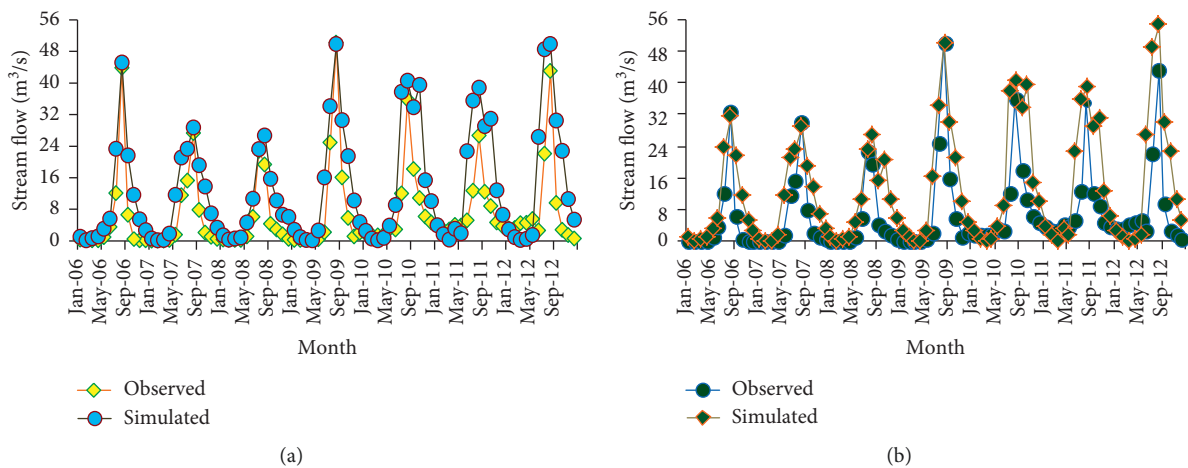 56
48
40
32
24
16
8
0
Stream flow (m³/s)
Jan-06
May-06
Sep-06
Jan-07
May-07
Sep-07
Jan-08
May-08
Sep-08
Jan-09
May-09
Sep-09
Jan-10
May-10
Sep-10
Jan-11
May-11
Sep-11
Jan-12
May-12
Sep-12
Month
Observed
Simulated
(a)
56
48
40
32
24
16
8
0
Stream flow (m³/s)
Jan-06
May-06
Sep-06
Jan-07
May-07
Sep-07
Jan-08
May-08
Sep-08
Jan-09
May-09
Sep-09
Jan-10
May-10
Sep-10
Jan-11
May-11
Sep-11
Jan-12
May-12
Sep-12
Month
Observed
Simulated
(b)